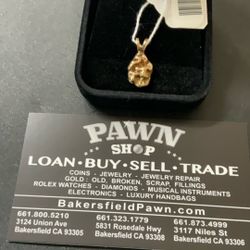 PAWN
SHOP
LOAN • BUY • SELL • TRADE
COINS - JEWELRY - JEWELRY REPAIR
GOLD : OLD, BROKEN, SCRAP, FILLINGS
ROLEX WATCHES - DIAMONDS - MUSICAL INSTRUMENTS
ELECTRONICS - LUXURY HANDBAGS
BakersfieldPawn.com
661.800.5210 661.323.1779 661.873.4999
3124 Union Ave 5831 Rosedale Hwy 3117 Niles St
Bakersfield CA 93305 Bakersfield CA 93308 Bakersfield CA 93306